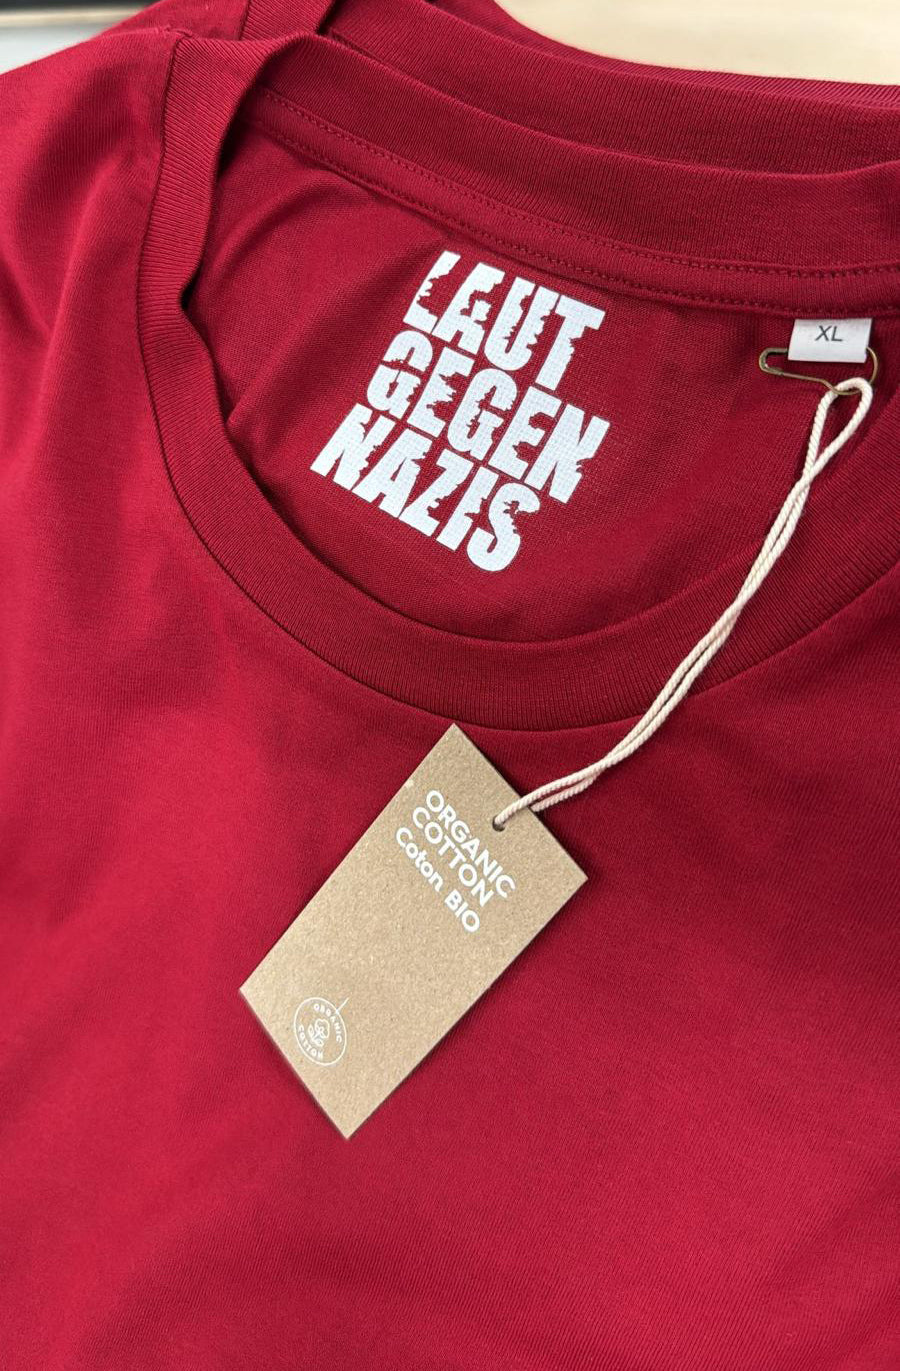 LAUT
GEGEN
NAZIS
XL
ORGANIC
COTTON
Coton BIO
ORGANIC
COTTON